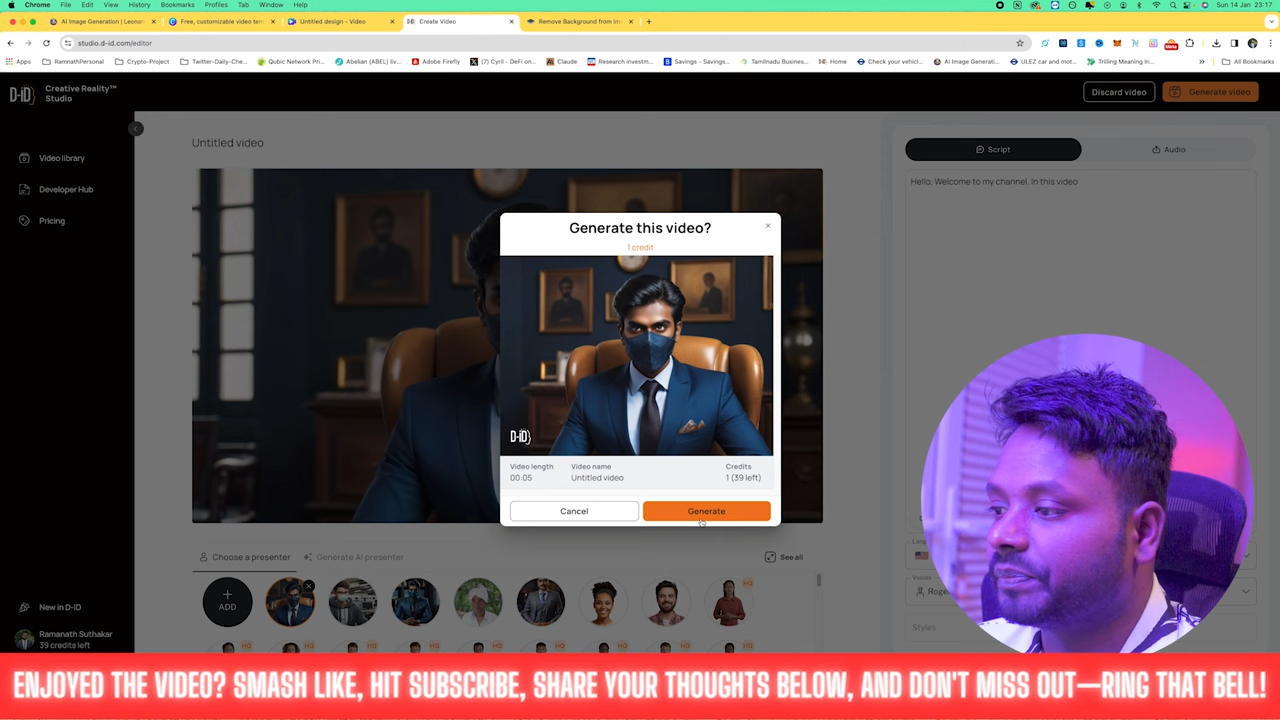 Chrome File Edit View History Bookmarks Profiles Tab Window Help
Sun 14 Jan 23:17
AI Image Generation | Leonar
Free, customizable video tem
Untitled design - Video
Create Video
Remove Background from Im
studio.d-id.com/editor
Apps
RamnathPersonal
Crypto-Project
Twitter-Daily-Che...
Qubic Network Pri...
Abelian (ABEL) liv...
Adobe Firefly
(7) Cyril - DeFi on...
Claude
Research investm...
Savings - Savings...
Tamilnadu Busines...
Home
Check your vehicl...
AI Image Generati...
ULEZ car and mot...
Trilling Meaning In...
All Bookmarks
D-iD
Creative Reality™
Studio
Discard video
Generate video
Video library
Developer Hub
Pricing
Untitled video
Script
Audio
Hello, Welcome to my channel. In this video
Generate this video?
1 credit
D-iD
Video length
Video name
Credits
00:05
Untitled video
1 (39 left)
Cancel
Generate
Choose a presenter
Generate AI presenter
See all
+
ADD
HQ
Styles
New in D-ID
Ramanath Suthakar
39 credits left
ENJOYED THE VIDEO? SMASH LIKE, HIT SUBSCRIBE, SHARE YOUR THOUGHTS BELOW, AND DON'T MISS OUT—RING THAT BELL!